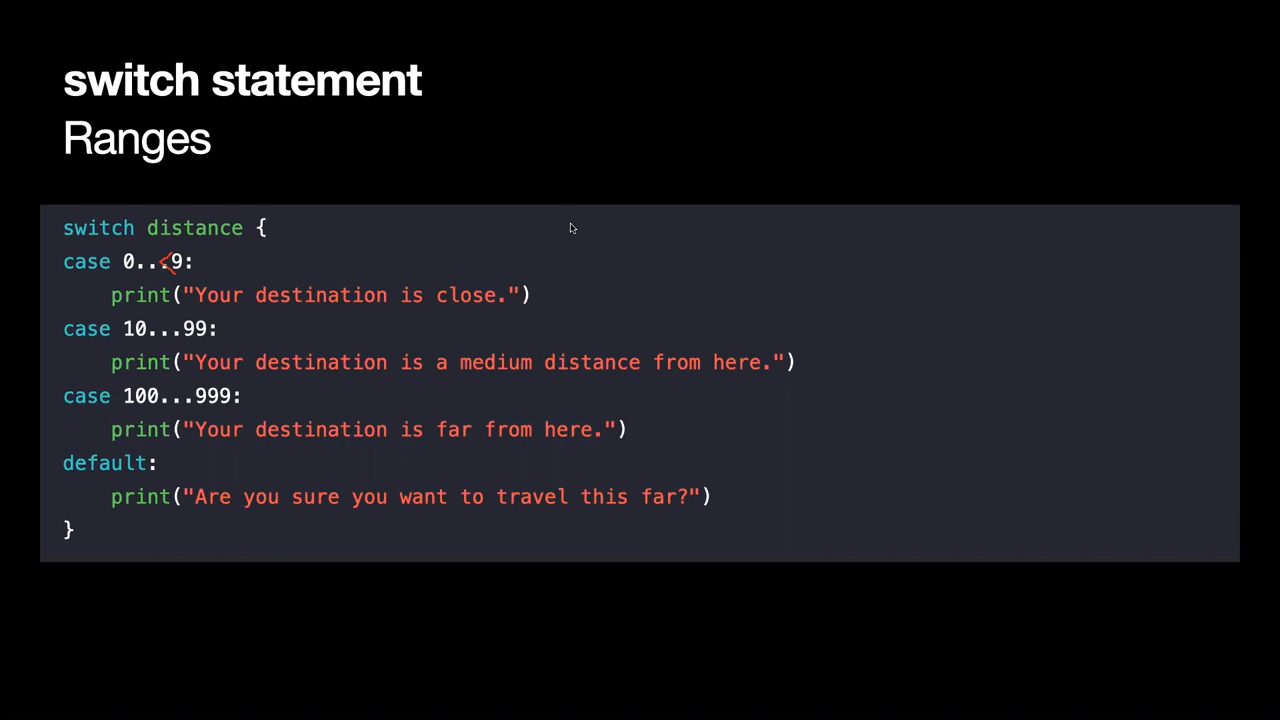 switch statement
Ranges
switch distance {
case 0...9:
    print("Your destination is close.")
case 10...99:
    print("Your destination is a medium distance from here.")
case 100...999:
    print("Your destination is far from here.")
default:
    print("Are you sure you want to travel this far?")
}